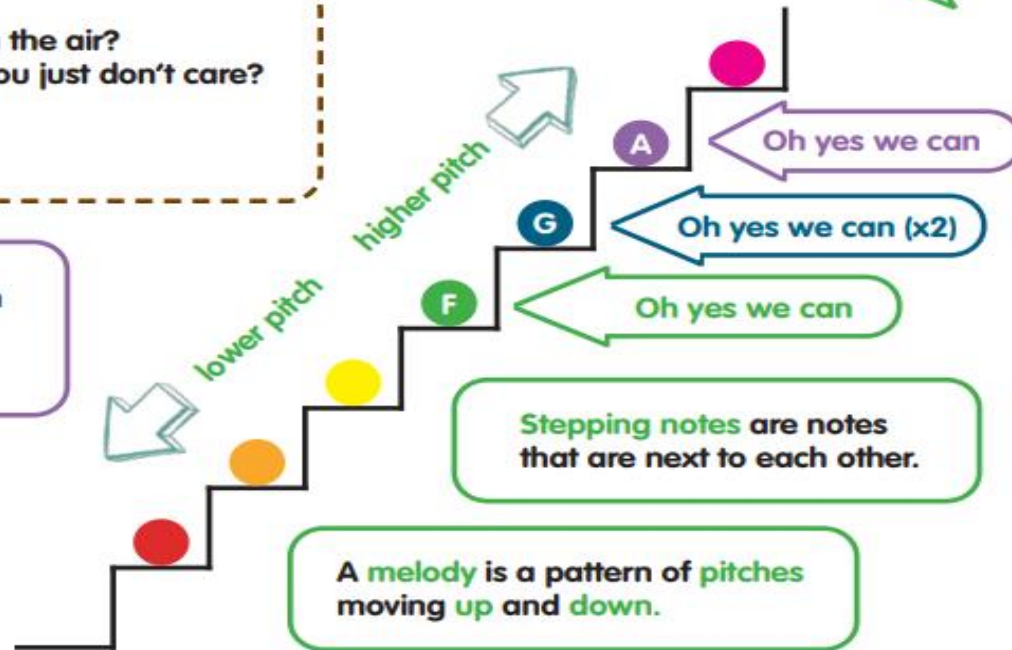 the air?
ou just don't care?
higher pitch
lower pitch
A
G
F
Oh yes we can
Oh yes we can (x2)
Oh yes we can
Stepping notes are notes
that are next to each other.
A melody is a pattern of pitches
moving up and down.